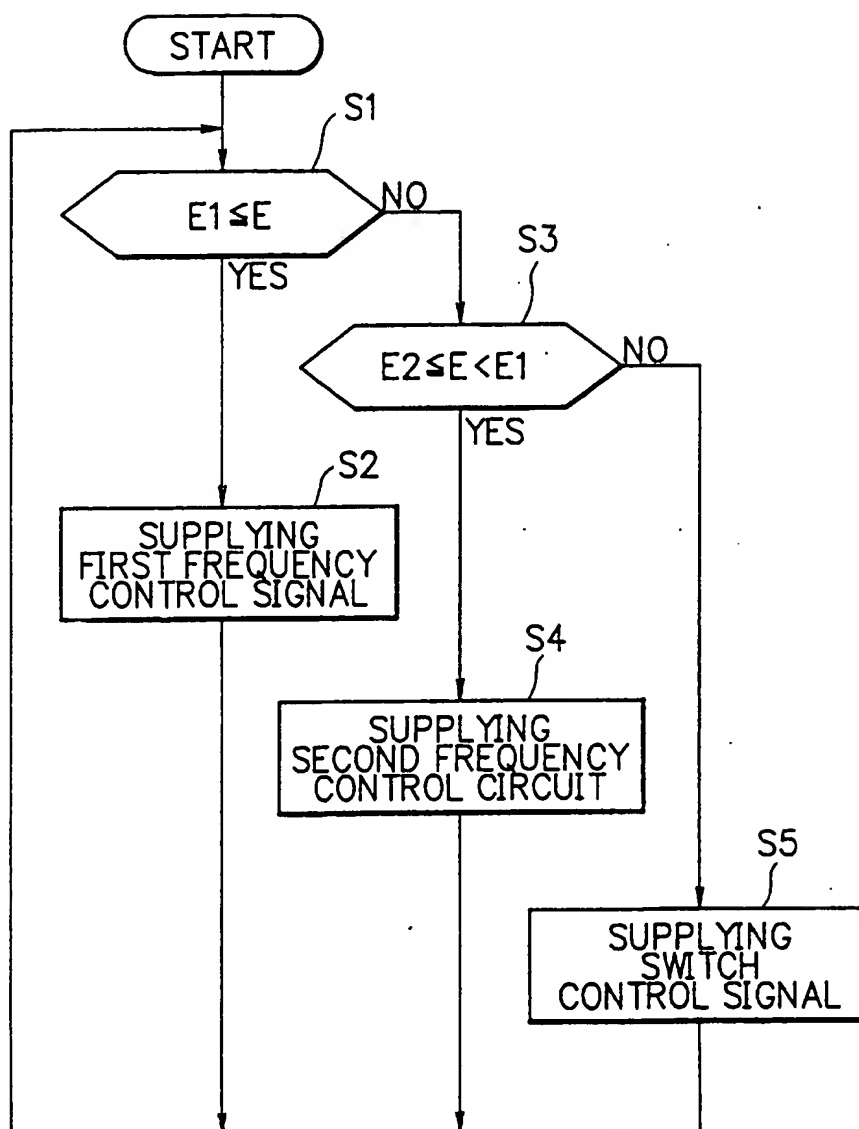 START
S1
E1≦E
NO
YES
S3
E2≦E<E1
NO
YES
S2
SUPPLYING
FIRST FREQUENCY
CONTROL SIGNAL
S4
SUPPLYING
SECOND FREQUENCY
CONTROL CIRCUIT
S5
SUPPLYING
SWITCH
CONTROL SIGNAL